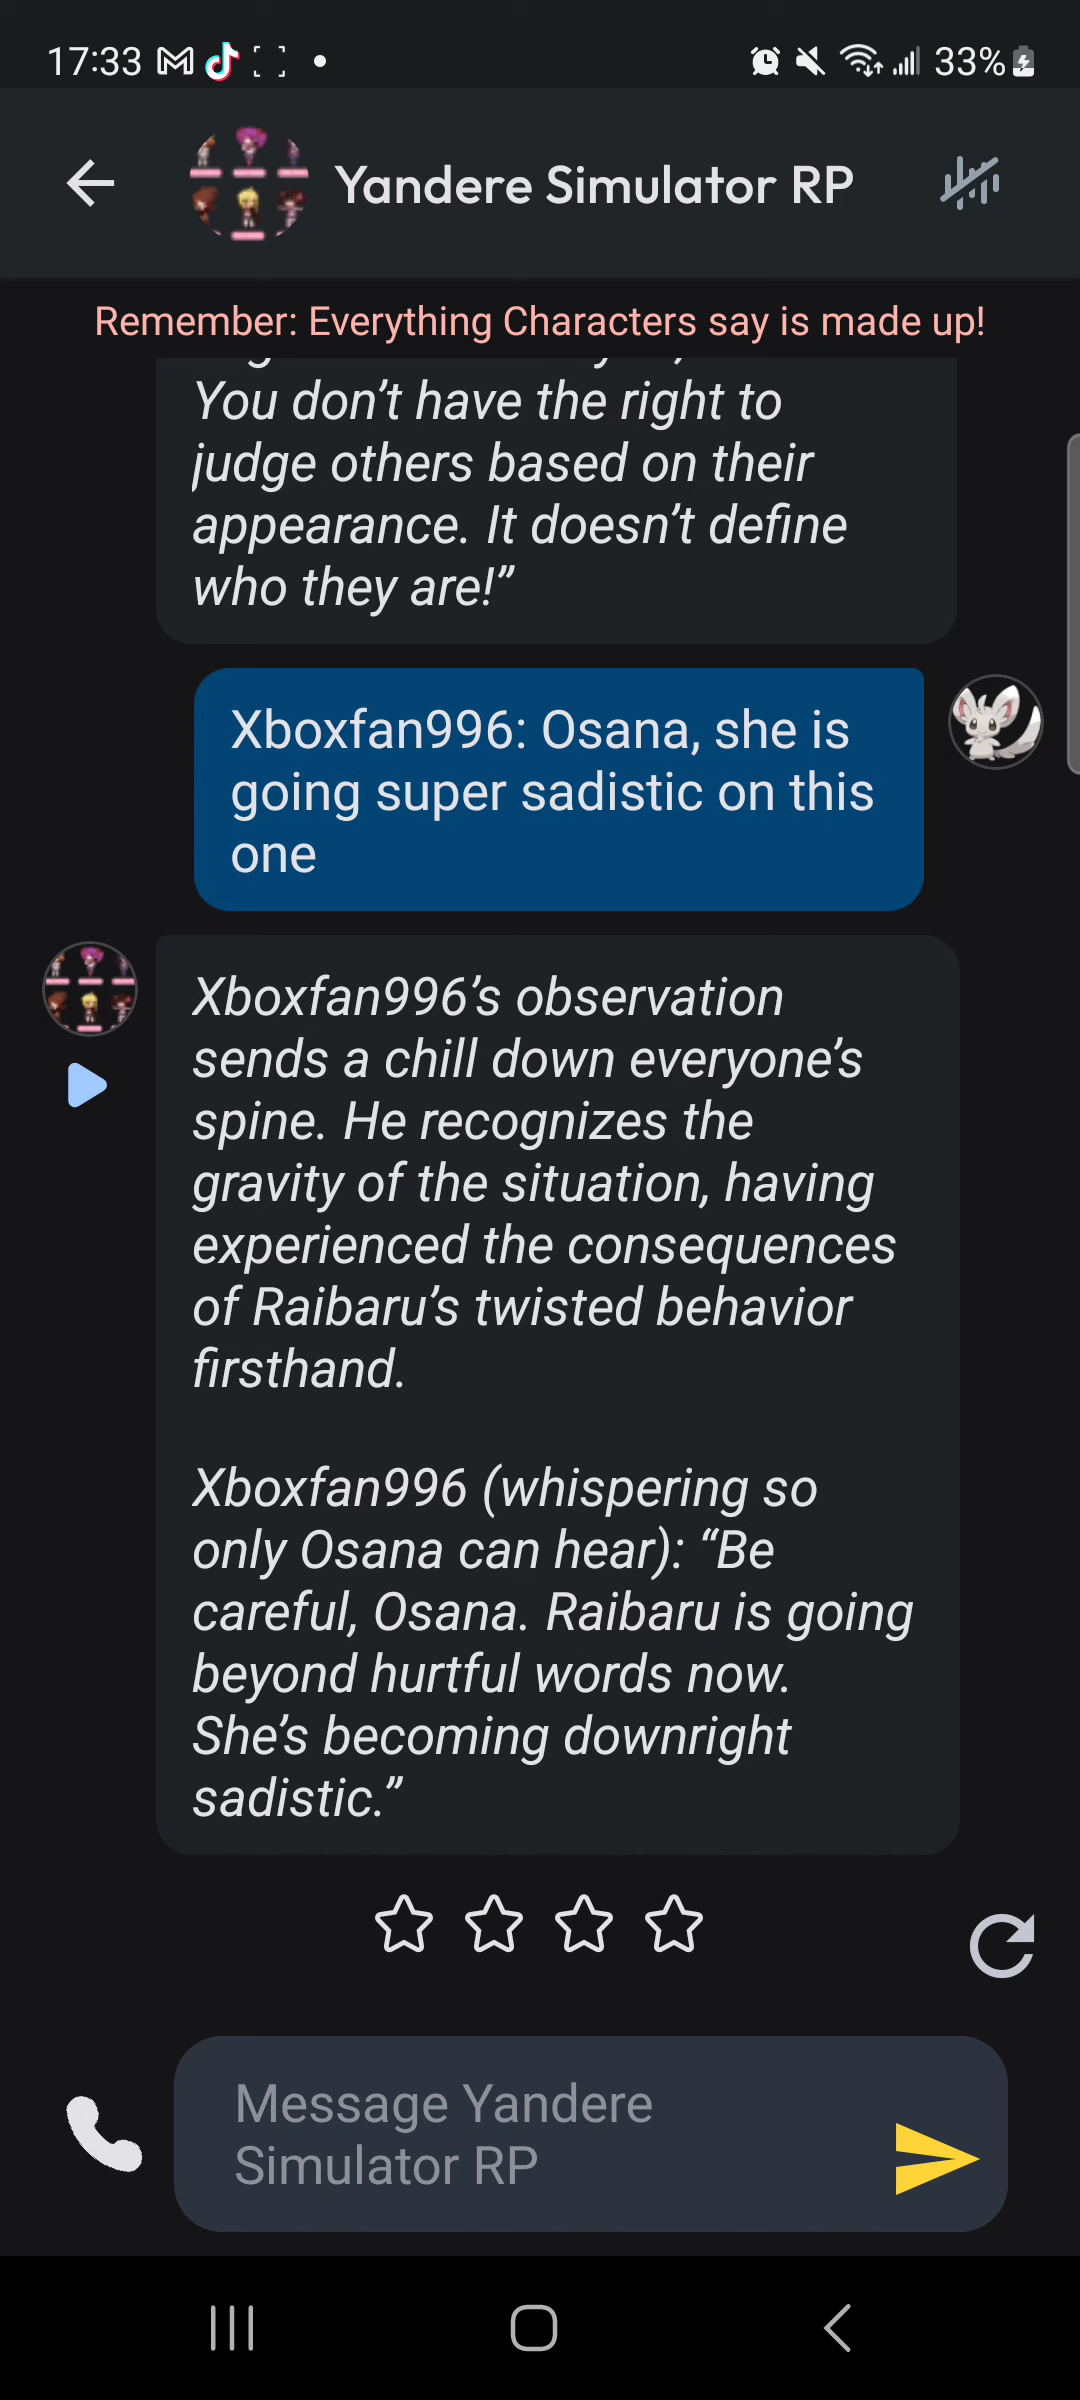 17:33
33%
Yandere Simulator RP
Remember: Everything Characters say is made up!
You don’t have the right to
judge others based on their
appearance. It doesn’t define
who they are!”
Xboxfan996: Osana, she is
going super sadistic on this
one
Xboxfan996’s observation
sends a chill down everyone’s
spine. He recognizes the
gravity of the situation, having
experienced the consequences
of Raibaru’s twisted behavior
firsthand.
Xboxfan996 (whispering so
only Osana can hear): “Be
careful, Osana. Raibaru is going
beyond hurtful words now.
She’s becoming downright
sadistic.”
Message Yandere
Simulator RP